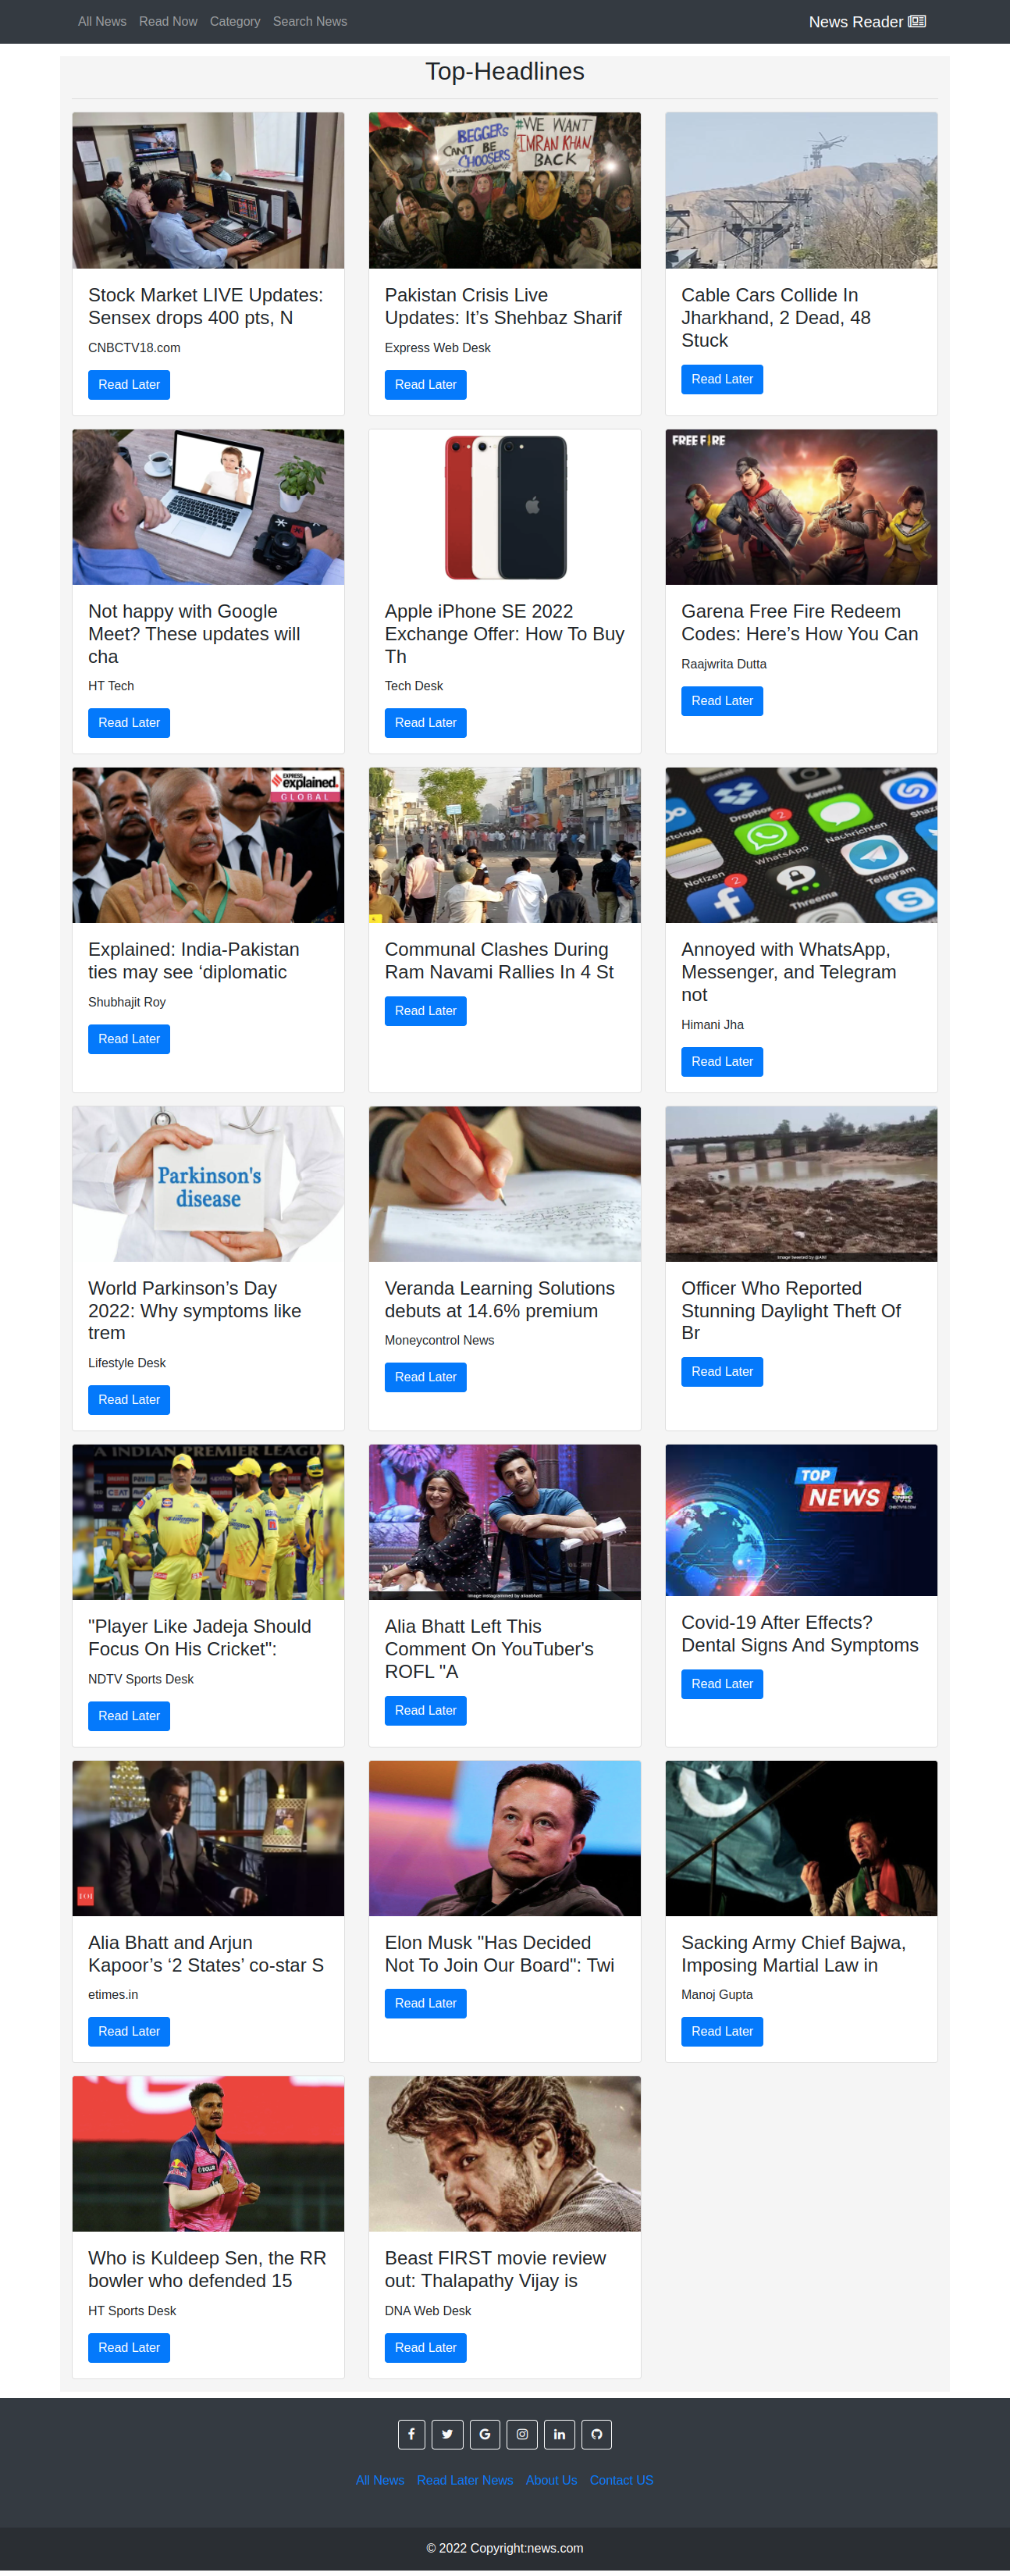 All News Read Now Category Search News News Reader
Top-Headlines
BEGGERS CAN'T BE CHOOSERS
#WE WANT IMRAN KHAN BACK
Stock Market LIVE Updates:
Sensex drops 400 pts, N
CNBCTV18.com
Read Later
Pakistan Crisis Live
Updates: It’s Shehbaz Sharif
Express Web Desk
Read Later
Cable Cars Collide In
Jharkhand, 2 Dead, 48
Stuck
Read Later
FREE FIRE
Not happy with Google
Meet? These updates will
cha
HT Tech
Read Later
Apple iPhone SE 2022
Exchange Offer: How To Buy
Th
Tech Desk
Read Later
Garena Free Fire Redeem
Codes: Here’s How You Can
Raajwrita Dutta
Read Later
EXPRESS
explained.
GLOBAL
Dropbox
Kamera
WhatsApp
Nachrichten
Notizen
Threema
Telegram
Explained: India-Pakistan
ties may see ‘diplomatic
Shubhajit Roy
Read Later
Communal Clashes During
Ram Navami Rallies In 4 St
Read Later
Annoyed with WhatsApp,
Messenger, and Telegram
not
Himani Jha
Read Later
Parkinson's
disease
World Parkinson’s Day
2022: Why symptoms like
trem
Lifestyle Desk
Read Later
Veranda Learning Solutions
debuts at 14.6% premium
Moneycontrol News
Read Later
Image tweeted by @ANI
Officer Who Reported
Stunning Daylight Theft Of
Br
Read Later
A INDIAN PREMIER LEAGU
"Player Like Jadeja Should
Focus On His Cricket":
NDTV Sports Desk
Read Later
Image instagrammed by aliaabhatt
Alia Bhatt Left This
Comment On YouTuber's
ROFL "A
Read Later
TOP
NEWS
Covid-19 After Effects?
Dental Signs And Symptoms
Read Later
TOI
Alia Bhatt and Arjun
Kapoor’s ‘2 States’ co-star S
etimes.in
Read Later
Elon Musk "Has Decided
Not To Join Our Board": Twi
Read Later
Sacking Army Chief Bajwa,
Imposing Martial Law in
Manoj Gupta
Read Later
Who is Kuldeep Sen, the RR
bowler who defended 15
HT Sports Desk
Read Later
Beast FIRST movie review
out: Thalapathy Vijay is
DNA Web Desk
Read Later
All News Read Later News About Us Contact US
© 2022 Copyright:news.com